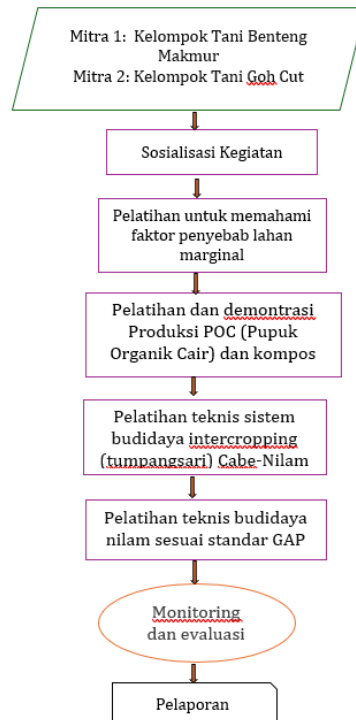 Mitra 1: Kelompok Tani Benteng
Makmur
Mitra 2: Kelompok Tani Goh Cut
Sosialisasi Kegiatan
Pelatihan untuk memahami
faktor penyebab lahan
marginal
Pelatihan dan demontrasi
Produksi POC (Pupuk
Organik Cair) dan kompos
Pelatihan teknis sistem
budidaya intercropping
(tumpangsari) Cabe-Nilam
Pelatihan teknis budidaya
nilam sesuai standar GAP
Monitoring
dan evaluasi
Pelaporan